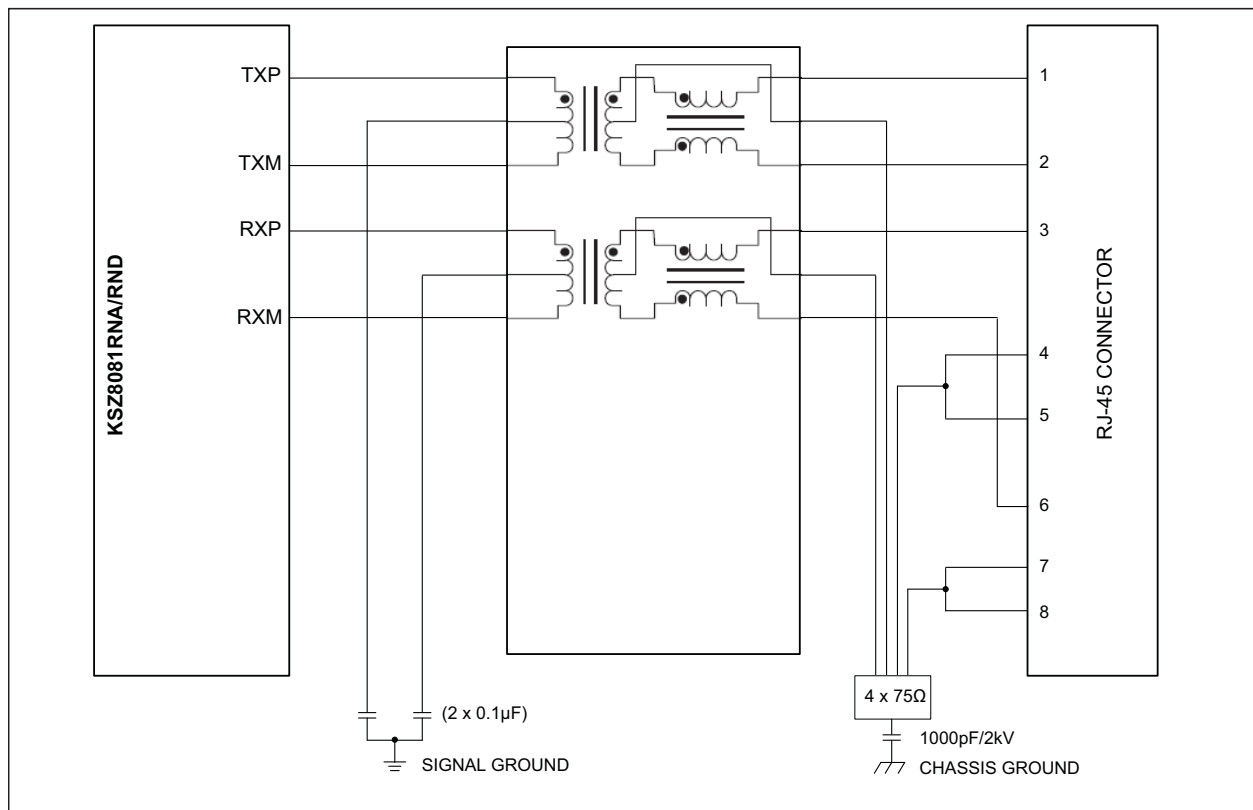 KSZ8081RNA/RND
TXP
TXM
RXP
RXM
1
2
3
4
5
6
7
8
RJ-45 CONNECTOR
(2 x 0.1µF)
SIGNAL GROUND
4 x 75Ω
1000pF/2kV
CHASSIS GROUND